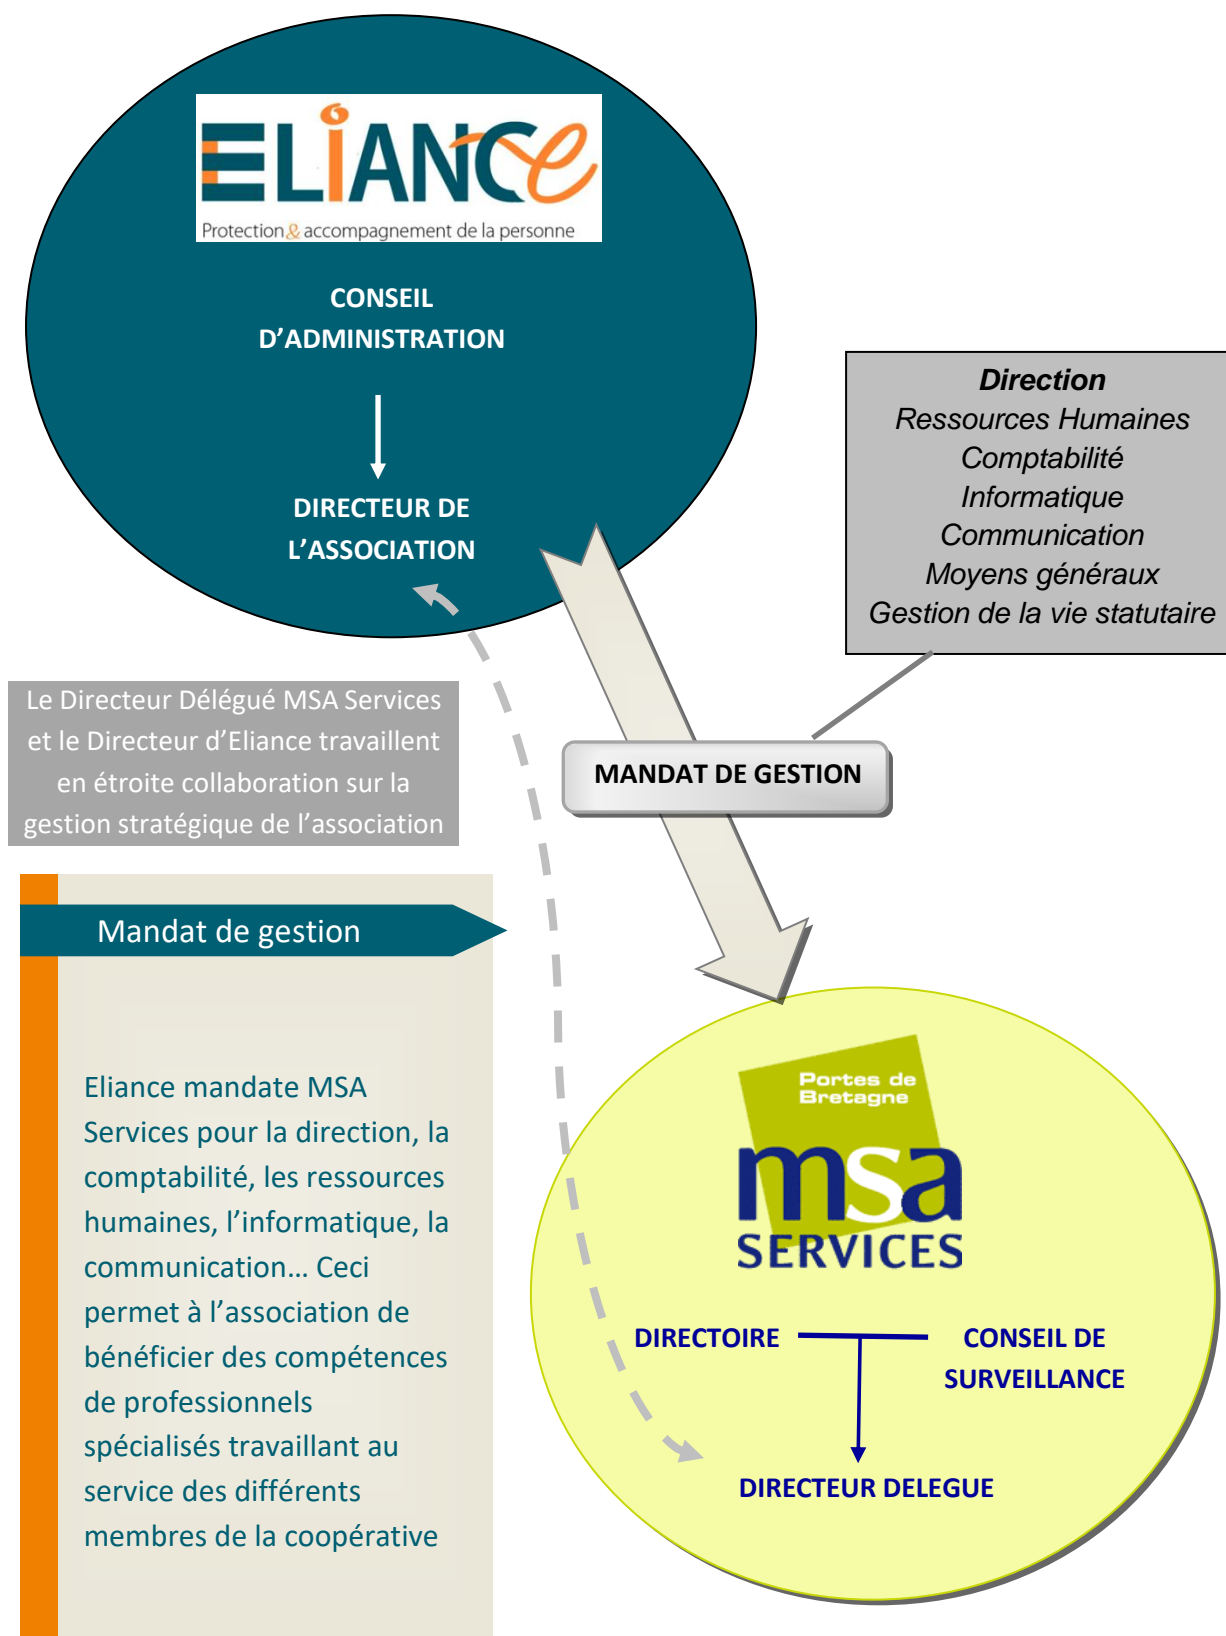 ELiANCe
Protection & accompagnement de la personne
CONSEIL
D’ADMINISTRATION
DIRECTEUR DE
L’ASSOCIATION
Direction
Ressources Humaines
Comptabilité
Informatique
Communication
Moyens généraux
Gestion de la vie statutaire
Le Directeur Délégué MSA Services
et le Directeur d’Eliance travaillent
en étroite collaboration sur la
gestion stratégique de l’association
MANDAT DE GESTION
Mandat de gestion
Eliance mandate MSA
Services pour la direction, la
comptabilité, les ressources
humaines, l’informatique, la
communication… Ceci
permet à l’association de
bénéficier des compétences
de professionnels
spécialisés travaillant au
service des différents
membres de la coopérative
Portes de
Bretagne
msa
SERVICES
DIRECTOIRE
CONSEIL DE
SURVEILLANCE
DIRECTEUR DELEGUE